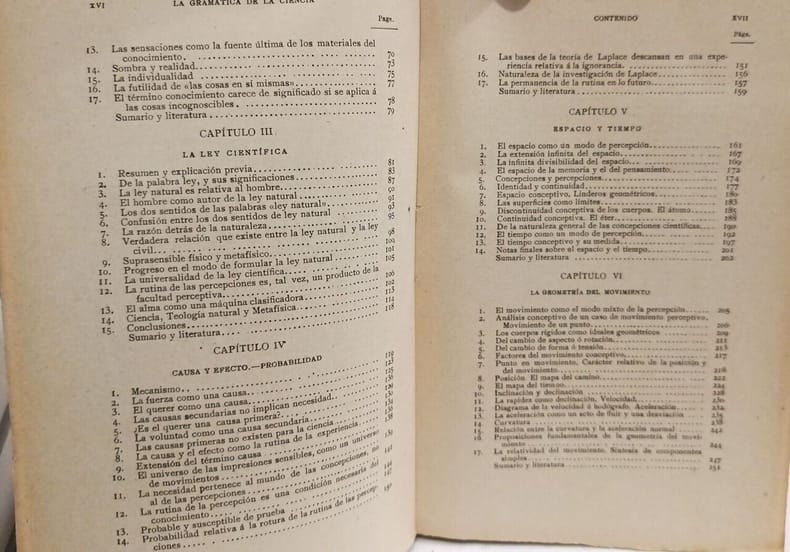 XVI LA GRAMÁTICA DE LA CIENCIA
Págs.
13. Las sensaciones como la fuente última de los materiales del
conocimiento. 70
14. Sombra y realidad. 73
15. La individualidad 75
16. La futilidad de «las cosas en sí mismas» 77
17. El término conocimiento carece de significado si se aplica á
las cosas incognoscibles. 78
Sumario y literatura 79
CAPÍTULO III
LA LEY CIENTÍFICA
1. Resumen y explicación previa 81
2. De la palabra ley, y sus significaciones 83
3. La ley natural es relativa al hombre. 87
4. El hombre como autor de la ley natural 90
5. Los dos sentidos de las palabras «ley natural» 91
6. Confusión entre los dos sentidos de ley natural 93
7. La razón detrás de la naturaleza 95
8. Verdadera relación que existe entre la ley natural y la ley
civil 98
9. Suprasensible físico y metafísico.
10. Progreso en el modo de formular la ley natural 101
11. La universalidad de la ley científica. 105
12. La rutina de las percepciones es, tal vez, un producto de la
facultad perceptiva. 106
13. El alma como una máquina clasificadora
14. Ciencia, Teología natural y Metafísica.
15. Conclusiones 114
Sumario y literatura. 118
CAPÍTULO IV
CAUSA Y EFECTO.—PROBABILIDAD
1. Mecanismo.
2. La fuerza como una causa.
3. El querer como una causa.
4. Las causas secundarias no implican necesidad.
5. ¿Es el querer una causa primera?
6. La voluntad como una causa secundaria.
7. Las causas primeras no existen para la ciencia
8. La causa y el efecto como la rutina de la experiencia.
9. Extensión del término causa
10. El universo de las impresiones sensibles, como un universo
de movimientos
11. La necesidad pertenece al mundo de las concepciones, no
al de las percepciones
12. La rutina de la percepción es una condición necesaria del
conocimiento
13. Probable y susceptible de prueba
14. Probabilidad relativa á la rotura de la rutina de las percep-
ciones
CONTENIDO XVII
Págs.
15. Las bases de la teoría de Laplace descansan en una expe-
riencia relativa á la ignorancia. 151
16. Naturaleza de la investigación de Laplace 156
17. La permanencia de la rutina en lo futuro 157
Sumario y literatura 159
CAPÍTULO V
ESPACIO Y TIEMPO
1. El espacio como un modo de percepción. 161
2. La extensión infinita del espacio. 167
3. La infinita divisibilidad del espacio. 169
4. El espacio de la memoria y el del pensamiento. 172
5. Concepciones y percepciones. 174
6. Identidad y continuidad 177
7. Espacio conceptivo. Linderos geométricos. 180
8. Las superficies como límites 183
9. Discontinuidad conceptiva de los cuerpos. El átomo 185
10. Continuidad conceptiva. El éter. 288
11. De la naturaleza general de las concepciones científicas. 190
12. El tiempo como un modo de percepción. 192
13. El tiempo conceptivo y su medida. 197
14. Notas finales sobre el espacio y el tiempo. 201
Sumario y literatura 202
CAPÍTULO VI
LA GEOMETRÍA DEL MOVIMIENTO
1. El movimiento como el modo mixto de la percepción 205
2. Análisis conceptivo de un caso de movimiento perceptivo.
Movimiento de un punto. 206
3. Los cuerpos rígidos como ideales geométricos 209
4. Del cambio de aspecto ó rotación 211
5. Del cambio de forma ó tensión 213
6. Factores del movimiento conceptivo. 217
7. Punto en movimiento. Carácter relativo de la posición y
del movimiento. 218
8. Posición. El mapa del camino. 222
9. El mapa del tiempo 224
10. Inclinación y declinación 228
11. La rapidez como declinación. Velocidad. 230
12. Diagrama de la velocidad ó hodógrafo. Aceleración 232
13. La aceleración como un acto de fluir y una desviación 235
14. Curvatura 238
15. Relación entre la curvatura y la aceleración normal 242
16. Proposiciones fundamentales de la geometría del movi-
miento 244
17. La relatividad del movimiento. Síntesis de componentes
simples. 247
Sumario y literatura 251